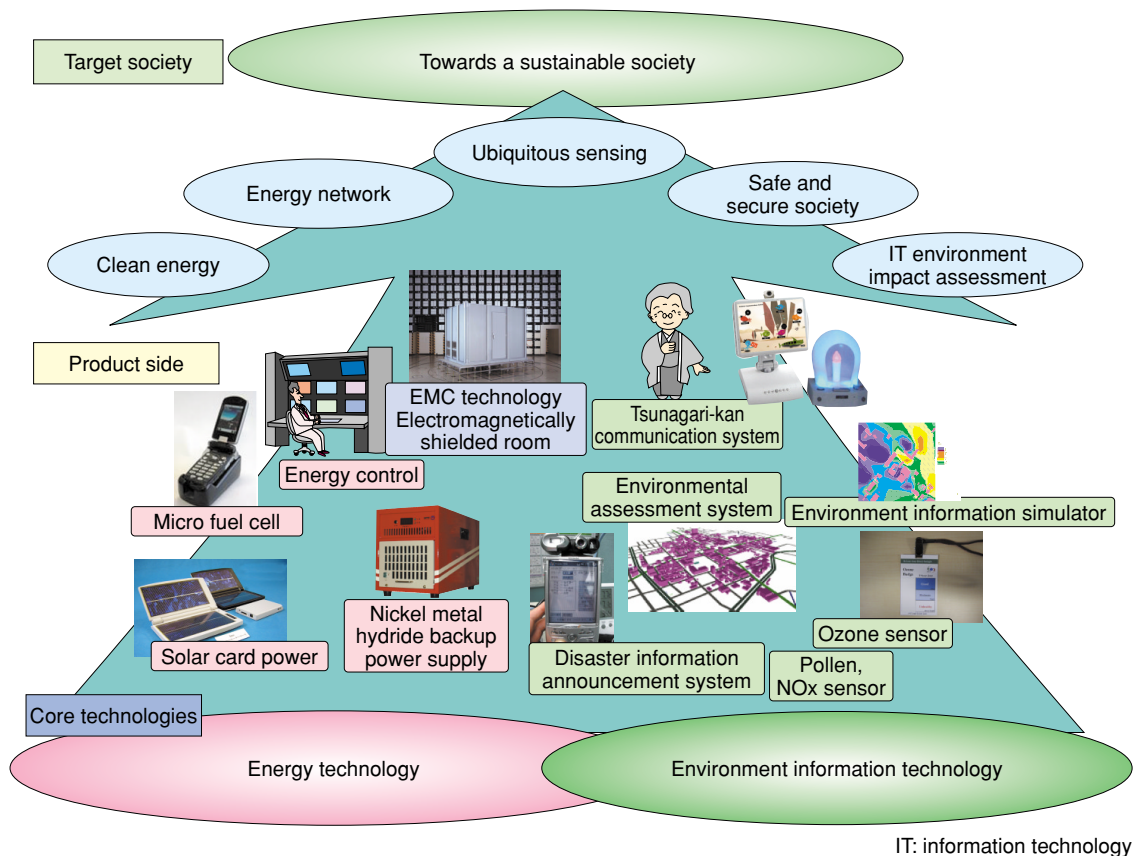 Target society
Towards a sustainable society
Ubiquitous sensing
Energy network
Safe and
secure society
Clean energy
IT environment
impact assessment
Product side
EMC technology
Electromagnetically
shielded room
Tsunagari-kan
communication system
Energy control
Micro fuel cell
Environmental
assessment system
Environment information simulator
Nickel metal
hydride backup
power supply
Solar card power
Disaster information
announcement system
Ozone sensor
Pollen,
NOx sensor
Core technologies
Energy technology
Environment information technology
IT: information technology